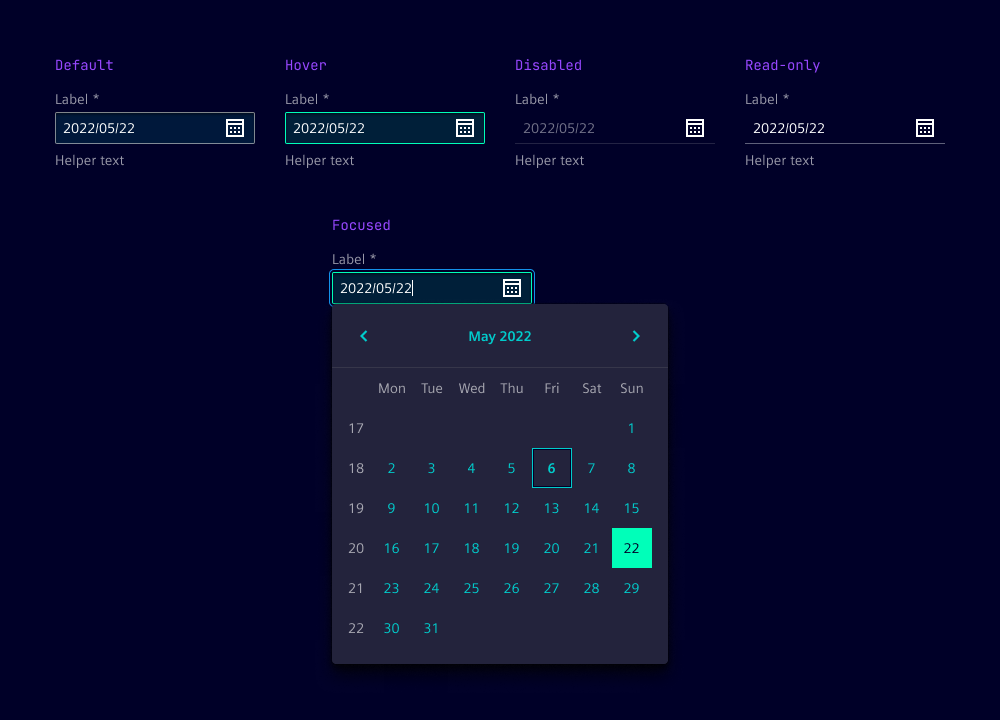 Default Hover Disabled Read-only
Label * Label * Label * Label *
2022/05/22 2022/05/22 2022/05/22 2022/05/22
Helper text Helper text Helper text Helper text
Focused
Label *
2022/05/22
May 2022
Mon Tue Wed Thu Fri Sat Sun
17 1
18 2 3 4 5 6 7 8
19 9 10 11 12 13 14 15
20 16 17 18 19 20 21 22
21 23 24 25 26 27 28 29
22 30 31